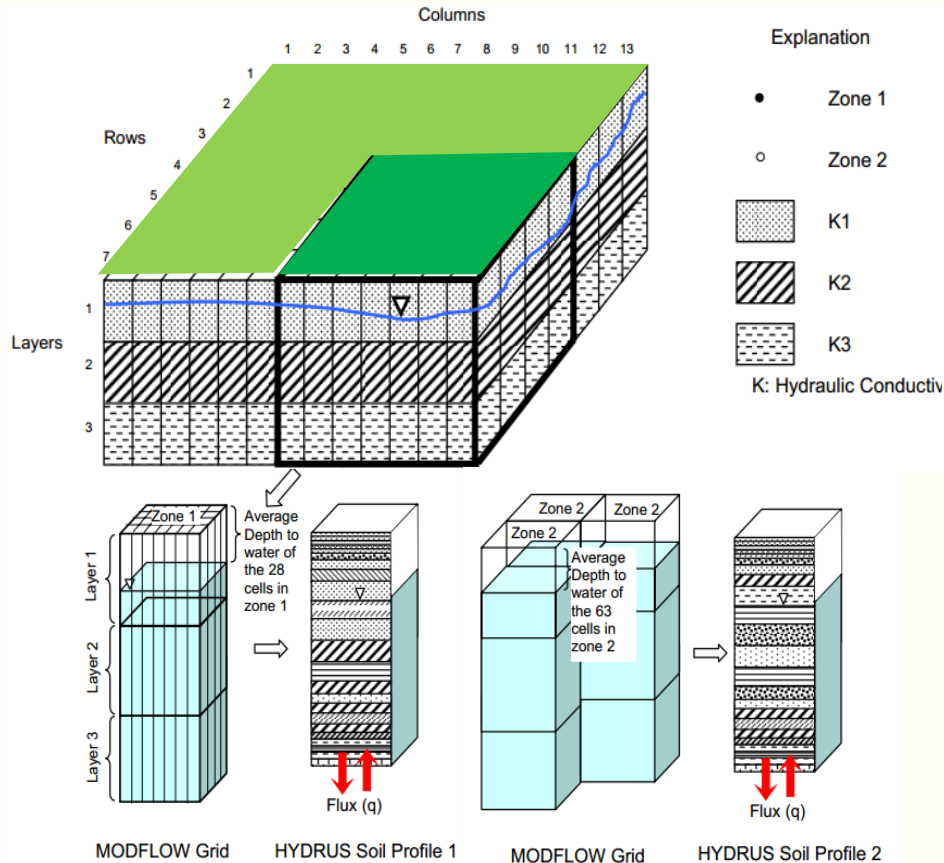 Columns
1 2 3 4 5 6 7 8 9 10 11 12 13
Explanation
Zone 1
Zone 2
K1
K2
K3
K: Hydraulic Conductiv
Rows
1
2
3
4
5
6
7
Layers
1
2
3
Zone 1
Average
Depth to
water of
the 28
cells in
zone 1
Layer 1
Layer 2
Layer 3
Flux (q)
MODFLOW Grid
HYDRUS Soil Profile 1
Zone 2
Zone 2
Zone 2
Zone 2
Average
Depth to
water of
the 63
cells in
zone 2
Flux (q)
MODFLOW Grid
HYDRUS Soil Profile 2